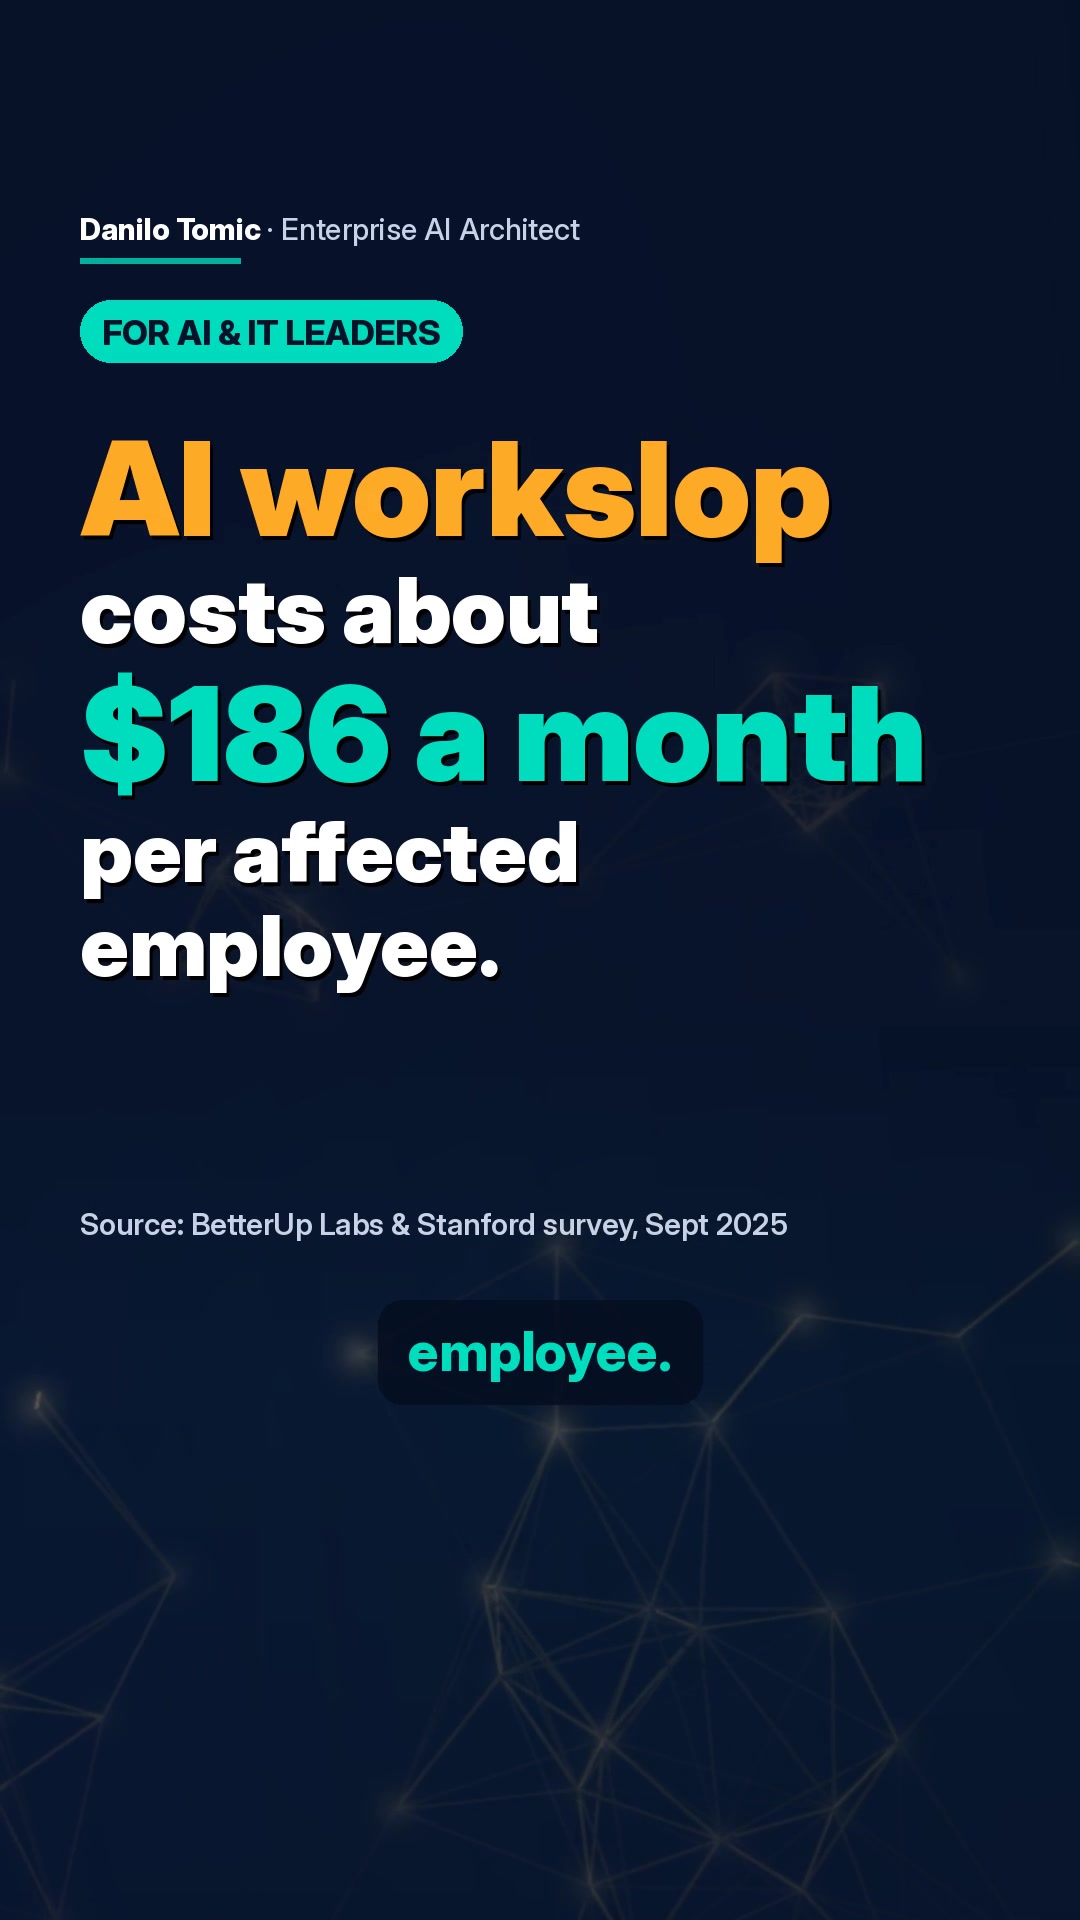 Danilo Tomic · Enterprise AI Architect
FOR AI & IT LEADERS
AI workslop
costs about
$186 a month
per affected
employee.
Source: BetterUp Labs & Stanford survey, Sept 2025
employee.